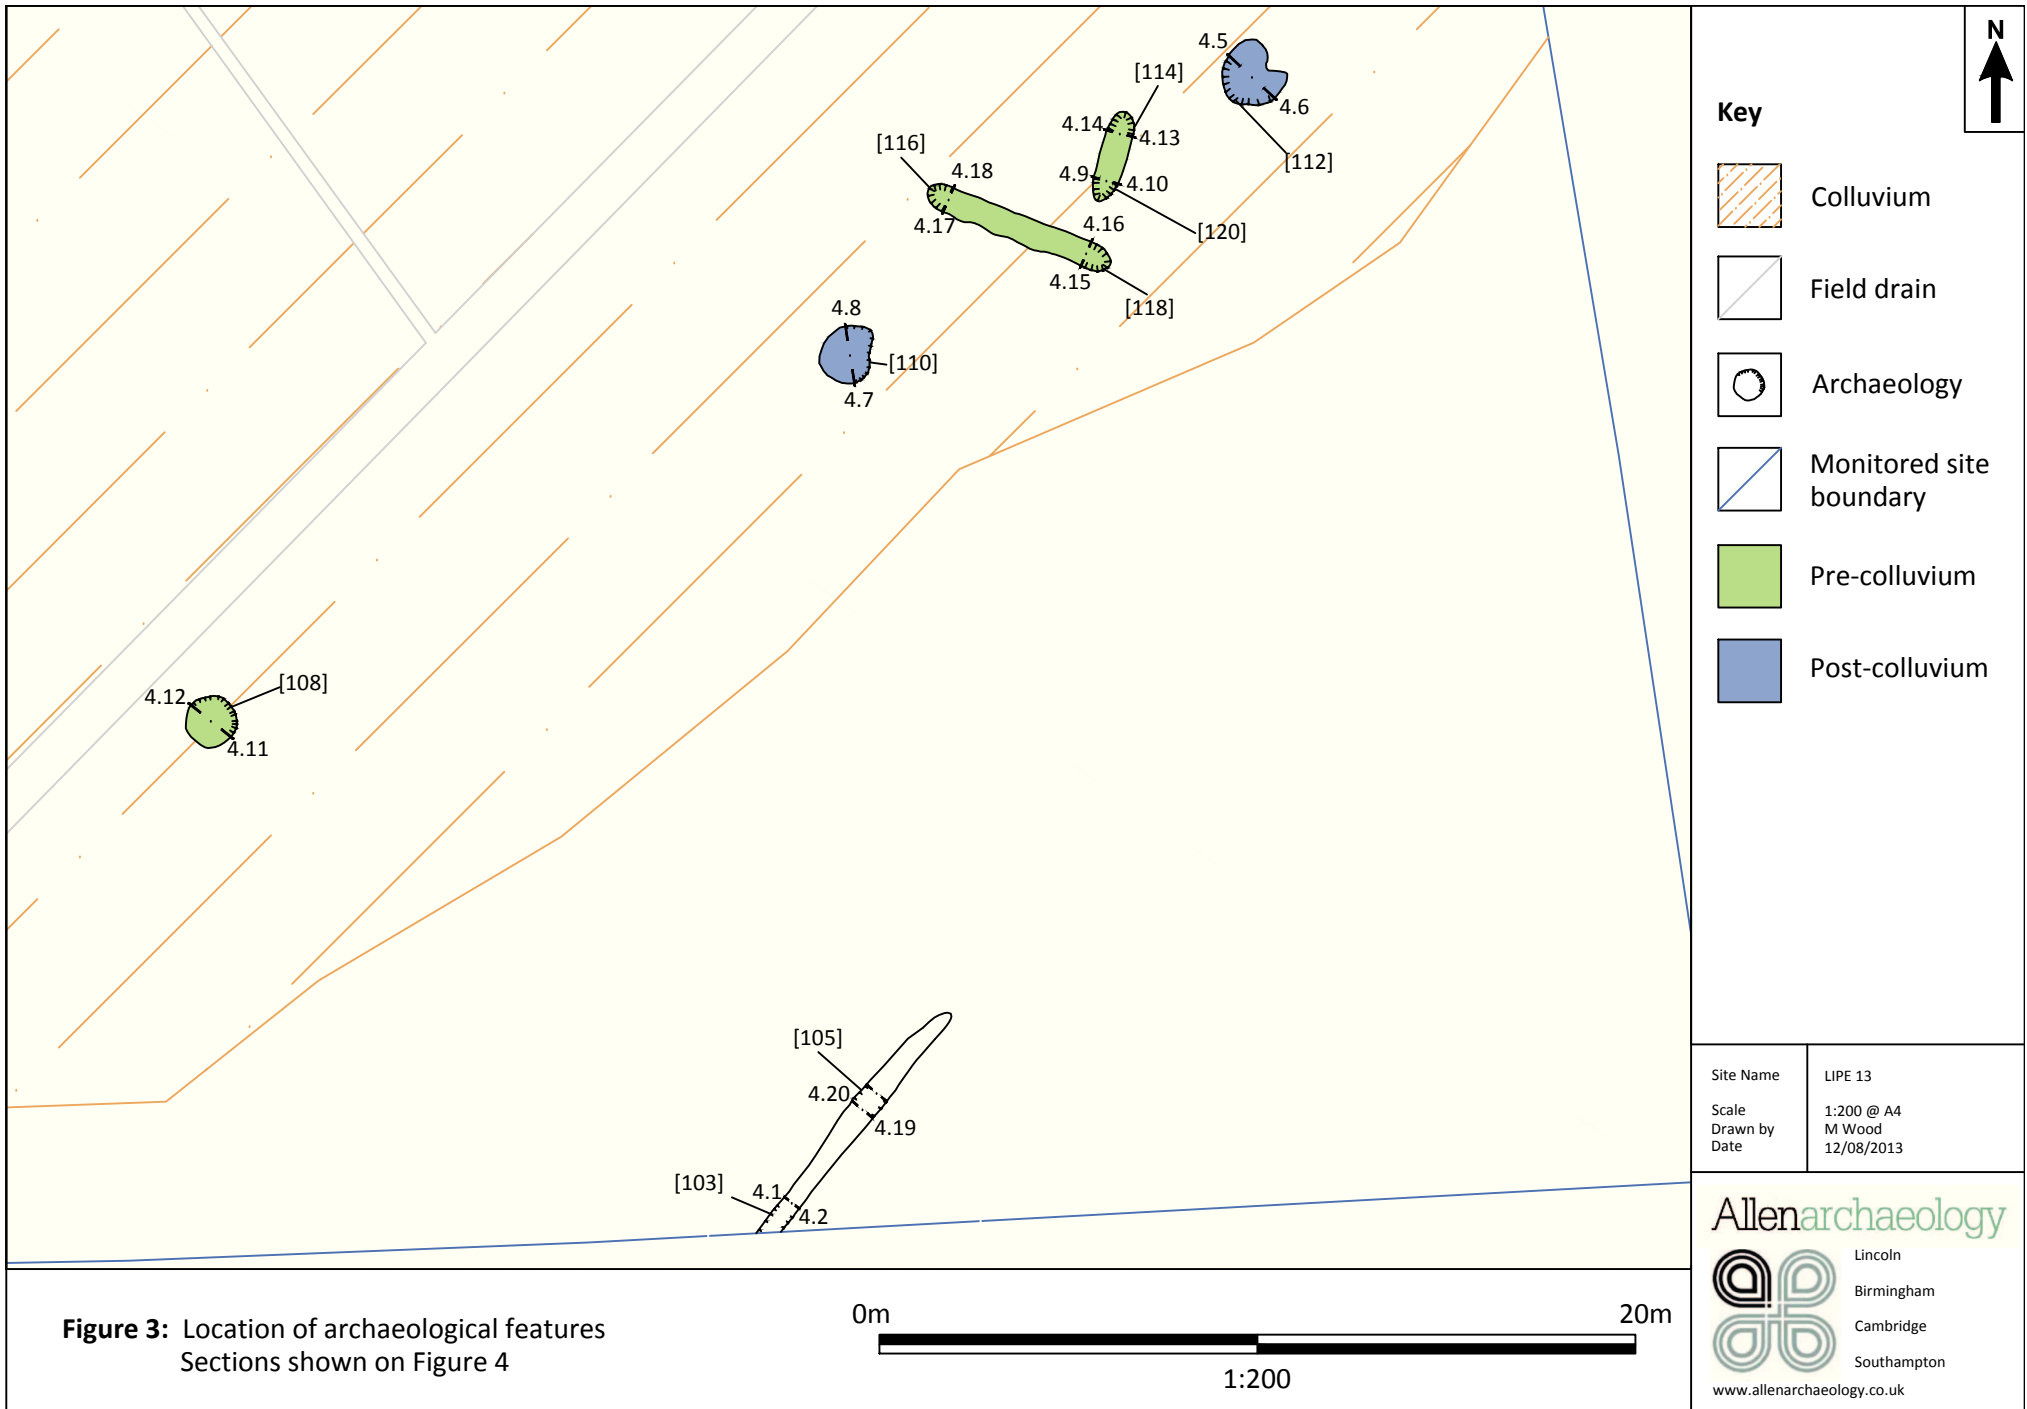 4.5
[114]
4.6
4.14
4.13
[116]
[112]
4.18
4.9
4.10
4.17
4.16
[120]
4.15
[118]
4.8
[110]
4.7
[108]
4.12
4.11
[105]
4.20
4.19
[103]
4.1
4.2
N
Key
Colluvium
Field drain
Archaeology
Monitored site
boundary
Pre-colluvium
Post-colluvium
Site Name LIPE 13
Scale 1:200 @ A4
Drawn by M Wood
Date 12/08/2013
Allenarchaeology
Lincoln
Birmingham
Cambridge
Southampton
www.allenarchaeology.co.uk
Figure 3: Location of archaeological features
Sections shown on Figure 4
0m 20m
1:200